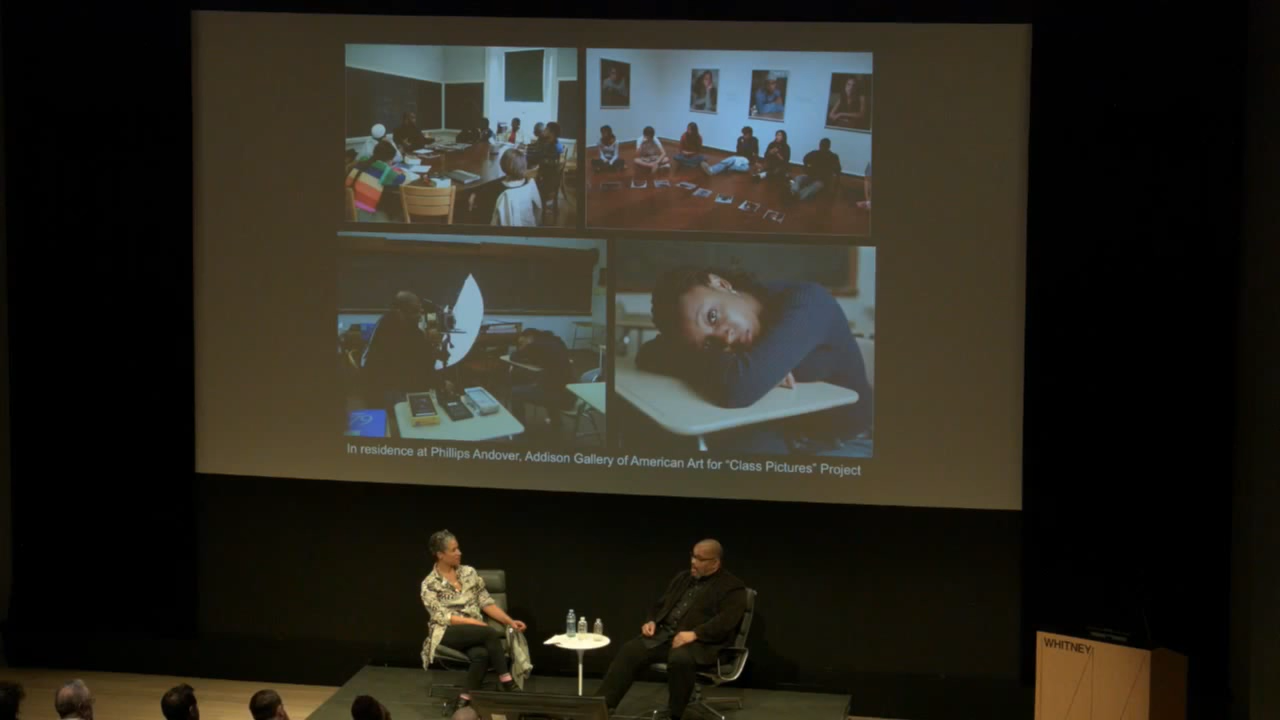 In residence at Phillips Andover, Addison Gallery of American Art for “Class Pictures” Project
WHITNEY